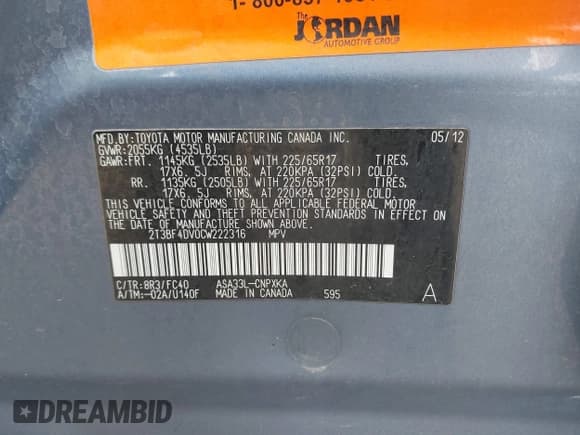 The
JORDAN
AUTOMOTIVE GROUP
MFD.BY:TOYOTA MOTOR MANUFACTURING CANADA INC. 05/12
GVWR:2055KG (4535LB)
GAWR:FRT. 1145KG (2535LB) WITH 225/65R17 TIRES,
17X6. 5J RIMS, AT 220KPA (32PSI) COLD.
RR. 1135KG (2505LB) WITH 225/65R17 TIRES,
17X6. 5J RIMS, AT 220KPA (32PSI) COLD.
THIS VEHICLE CONFORMS TO ALL APPLICABLE FEDERAL MOTOR
VEHICLE SAFETY AND THEFT PREVENTION STANDARDS IN EFFECT ON
THE DATE OF MANUFACTURE SHOWN ABOVE.
2T3BF4DV0CW222316 MPV
C/TR:8R3/FC40 ASA33L-CNPXKA
A/TM:-02A/U140F MADE IN CANADA 595 A
DREAMBID